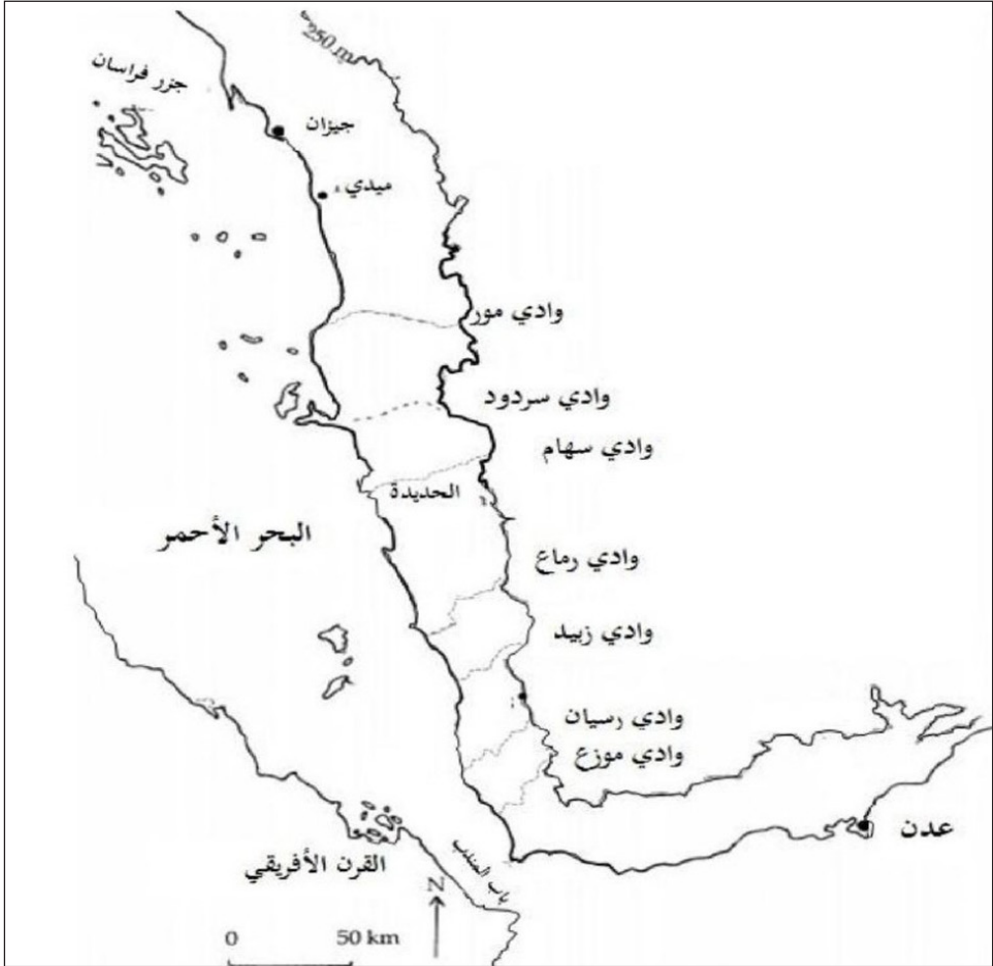 250 m
جزر فراسان
جيزان
ميدي
وادي مور
وادي سردود
وادي سهام
الحديدة
البحر الأحمر
وادي رماع
وادي زبيد
وادي رسيان
وادي موزع
عدن
القرن الأفريقي
باب المندب
N
0 50 km